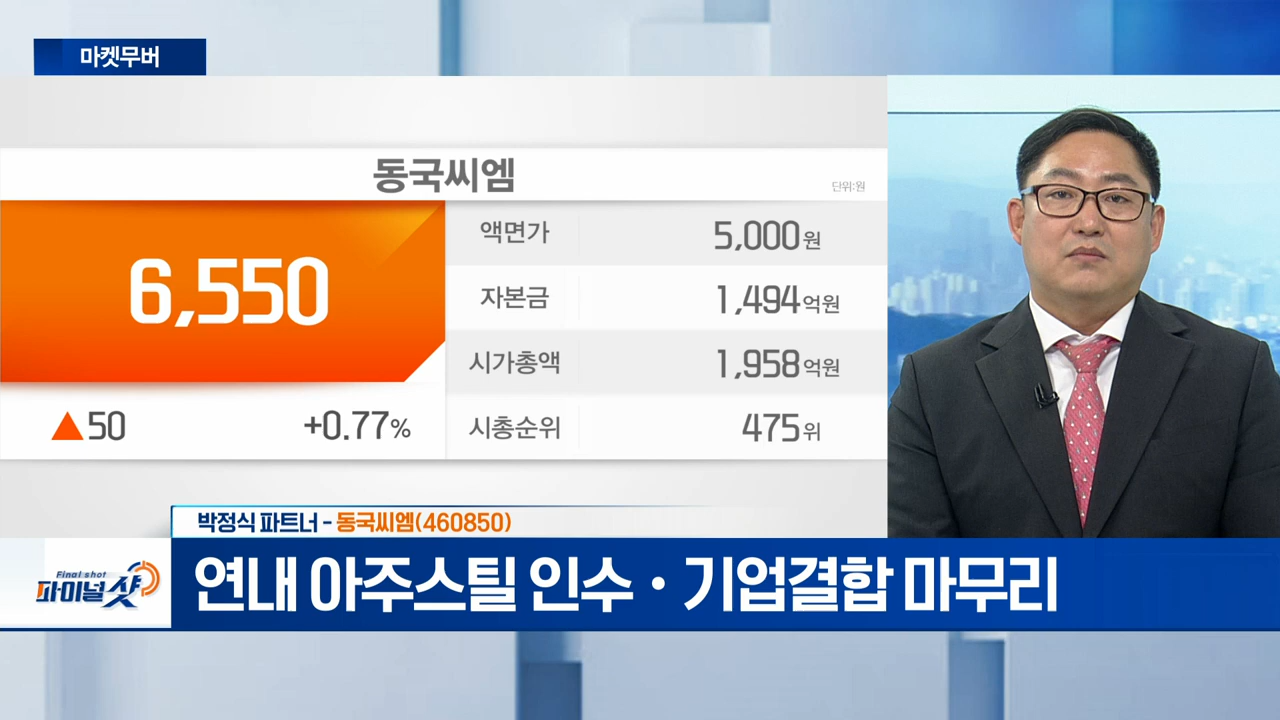 마켓무버
동국씨엠
단위:원
6,550
▲50 +0.77%
액면가 5,000원
자본금 1,494억원
시가총액 1,958억원
시총순위 475위
박정식 파트너 - 동국씨엠(460850)
Final shot
파이널샷
연내 아주스틸 인수·기업결합 마무리